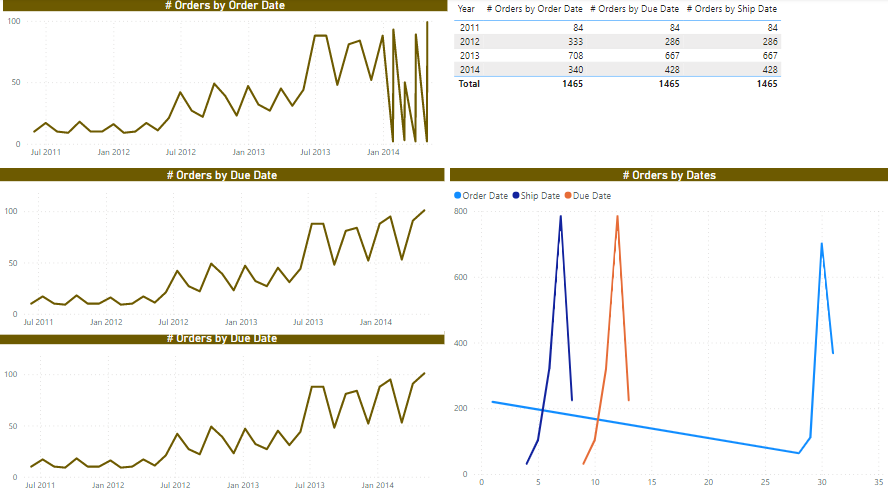 # Orders by Order Date
100
50
0
Jul 2011 Jan 2012 Jul 2012 Jan 2013 Jul 2013 Jan 2014
Year # Orders by Order Date # Orders by Due Date # Orders by Ship Date
2011 84 84 84
2012 333 286 286
2013 708 667 667
2014 340 428 428
Total 1465 1465 1465
# Orders by Due Date
100
50
0
Jul 2011 Jan 2012 Jul 2012 Jan 2013 Jul 2013 Jan 2014
# Orders by Due Date
100
50
0
Jul 2011 Jan 2012 Jul 2012 Jan 2013 Jul 2013 Jan 2014
# Orders by Dates
Order Date Ship Date Due Date
800
600
400
200
0
0 5 10 15 20 25 30 35